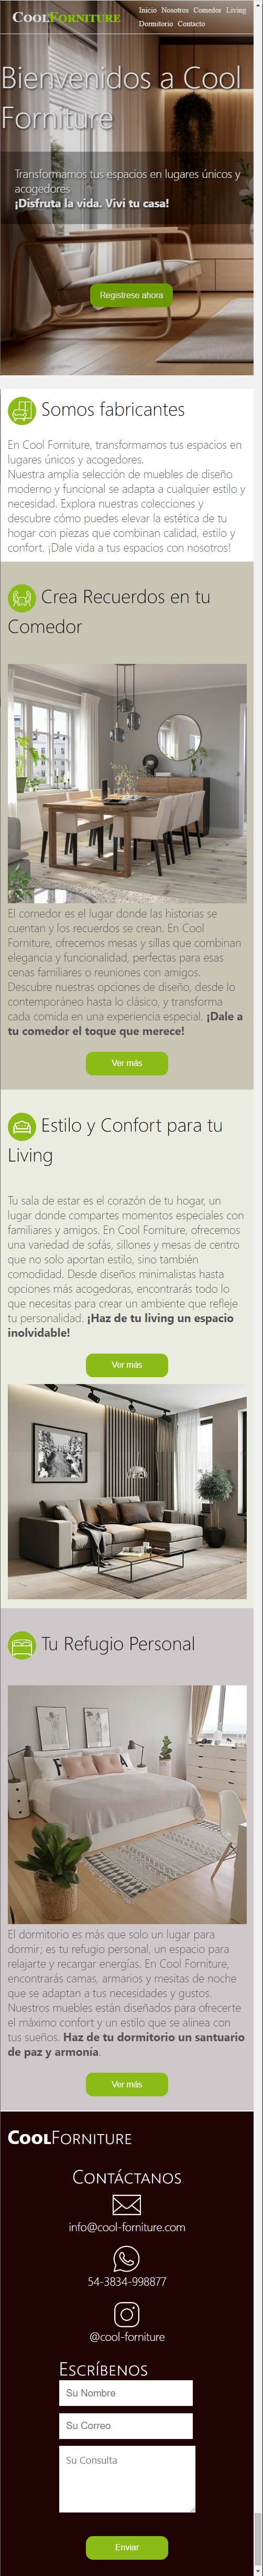 CoolForniture
Inicio Nosotros Comedor Living
Dormitorio Contacto
Bienvenidos a Cool
Forniture
Transformamos tus espacios en lugares únicos y
acogedores
¡Disfruta la vida. Viví tu casa!
Registrese ahora
Somos fabricantes
En Cool Forniture, transformamos tus espacios en
lugares únicos y acogedores.
Nuestra amplia selección de muebles de diseño
moderno y funcional se adapta a cualquier estilo y
necesidad. Explora nuestras colecciones y
descubre cómo puedes elevar la estética de tu
hogar con piezas que combinan calidad, estilo y
confort. ¡Dale vida a tus espacios con nosotros!
Crea Recuerdos en tu
Comedor
El comedor es el lugar donde las historias se
cuentan y los recuerdos se crean. En Cool
Forniture, ofrecemos mesas y sillas que combinan
elegancia y funcionalidad, perfectas para esas
cenas familiares o reuniones con amigos.
Descubre nuestras opciones de diseño, desde lo
contemporáneo hasta lo clásico, y transforma
cada comida en una experiencia especial. ¡Dale a
tu comedor el toque que merece!
Ver más
Estilo y Confort para tu
Living
Tu sala de estar es el corazón de tu hogar, un
lugar donde compartes momentos especiales con
familiares y amigos. En Cool Forniture, ofrecemos
una variedad de sofás, sillones y mesas de centro
que no solo aportan estilo, sino también
comodidad. Desde diseños minimalistas hasta
opciones más acogedoras, encontrarás todo lo
que necesitas para crear un ambiente que refleje
tu personalidad. ¡Haz de tu living un espacio
inolvidable!
Ver más
Tu Refugio Personal
El dormitorio es más que solo un lugar para
dormir; es tu refugio personal, un espacio para
relajarte y recargar energías. En Cool Forniture,
encontrarás camas, armarios y mesitas de noche
que se adaptan a tus necesidades y gustos.
Nuestros muebles están diseñados para ofrecerte
el máximo confort y un estilo que se alinea con
tus sueños. Haz de tu dormitorio un santuario
de paz y armonía.
Ver más
CoolForniture
Contáctanos
info@cool-forniture.com
54-3834-998877
@cool-forniture
Escríbenos
Su Nombre
Su Correo
Su Consulta
Enviar